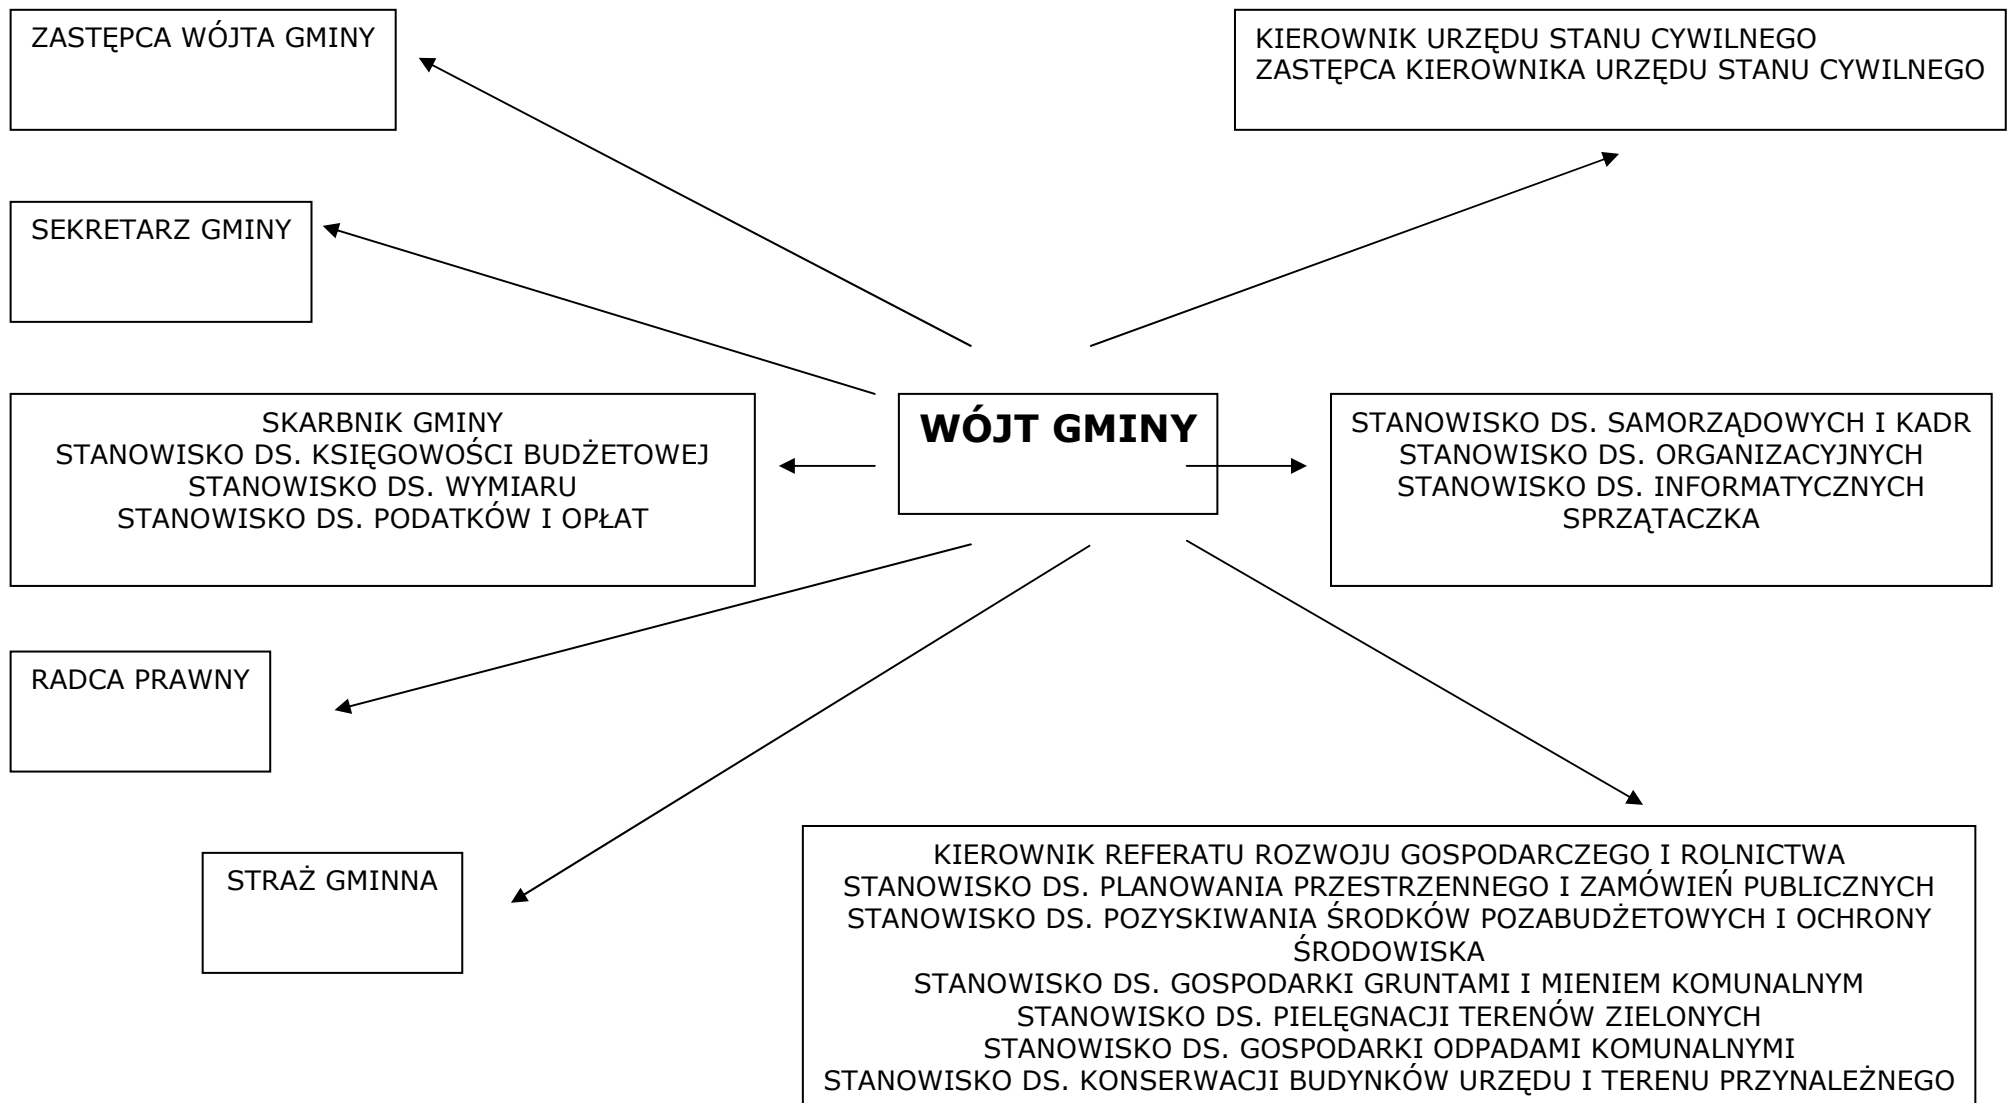 ZASTĘPCA WÓJTA GMINY
KIEROWNIK URZĘDU STANU CYWILNEGO
ZASTĘPCA KIEROWNIKA URZĘDU STANU CYWILNEGO
SEKRETARZ GMINY
SKARBNIK GMINY
STANOWISKO DS. KSIĘGOWOŚCI BUDŻETOWEJ
STANOWISKO DS. WYMIARU
STANOWISKO DS. PODATKÓW I OPŁAT
WÓJT GMINY
STANOWISKO DS. SAMORZĄDOWYCH I KADR
STANOWISKO DS. ORGANIZACYJNYCH
STANOWISKO DS. INFORMATYCZNYCH
SPRZĄTACZKA
RADCA PRAWNY
STRAŻ GMINNA
KIEROWNIK REFERATU ROZWOJU GOSPODARCZEGO I ROLNICTWA
STANOWISKO DS. PLANOWANIA PRZESTRZENNEGO I ZAMÓWIEŃ PUBLICZNYCH
STANOWISKO DS. POZYSKIWANIA ŚRODKÓW POZABUDŻETOWYCH I OCHRONY
ŚRODOWISKA
STANOWISKO DS. GOSPODARKI GRUNTAMI I MIENIEM KOMUNALNYM
STANOWISKO DS. PIELĘGNACJI TERENÓW ZIELONYCH
STANOWISKO DS. GOSPODARKI ODPADAMI KOMUNALNYMI
STANOWISKO DS. KONSERWACJI BUDYNKÓW URZĘDU I TERENU PRZYNALEŻNEGO